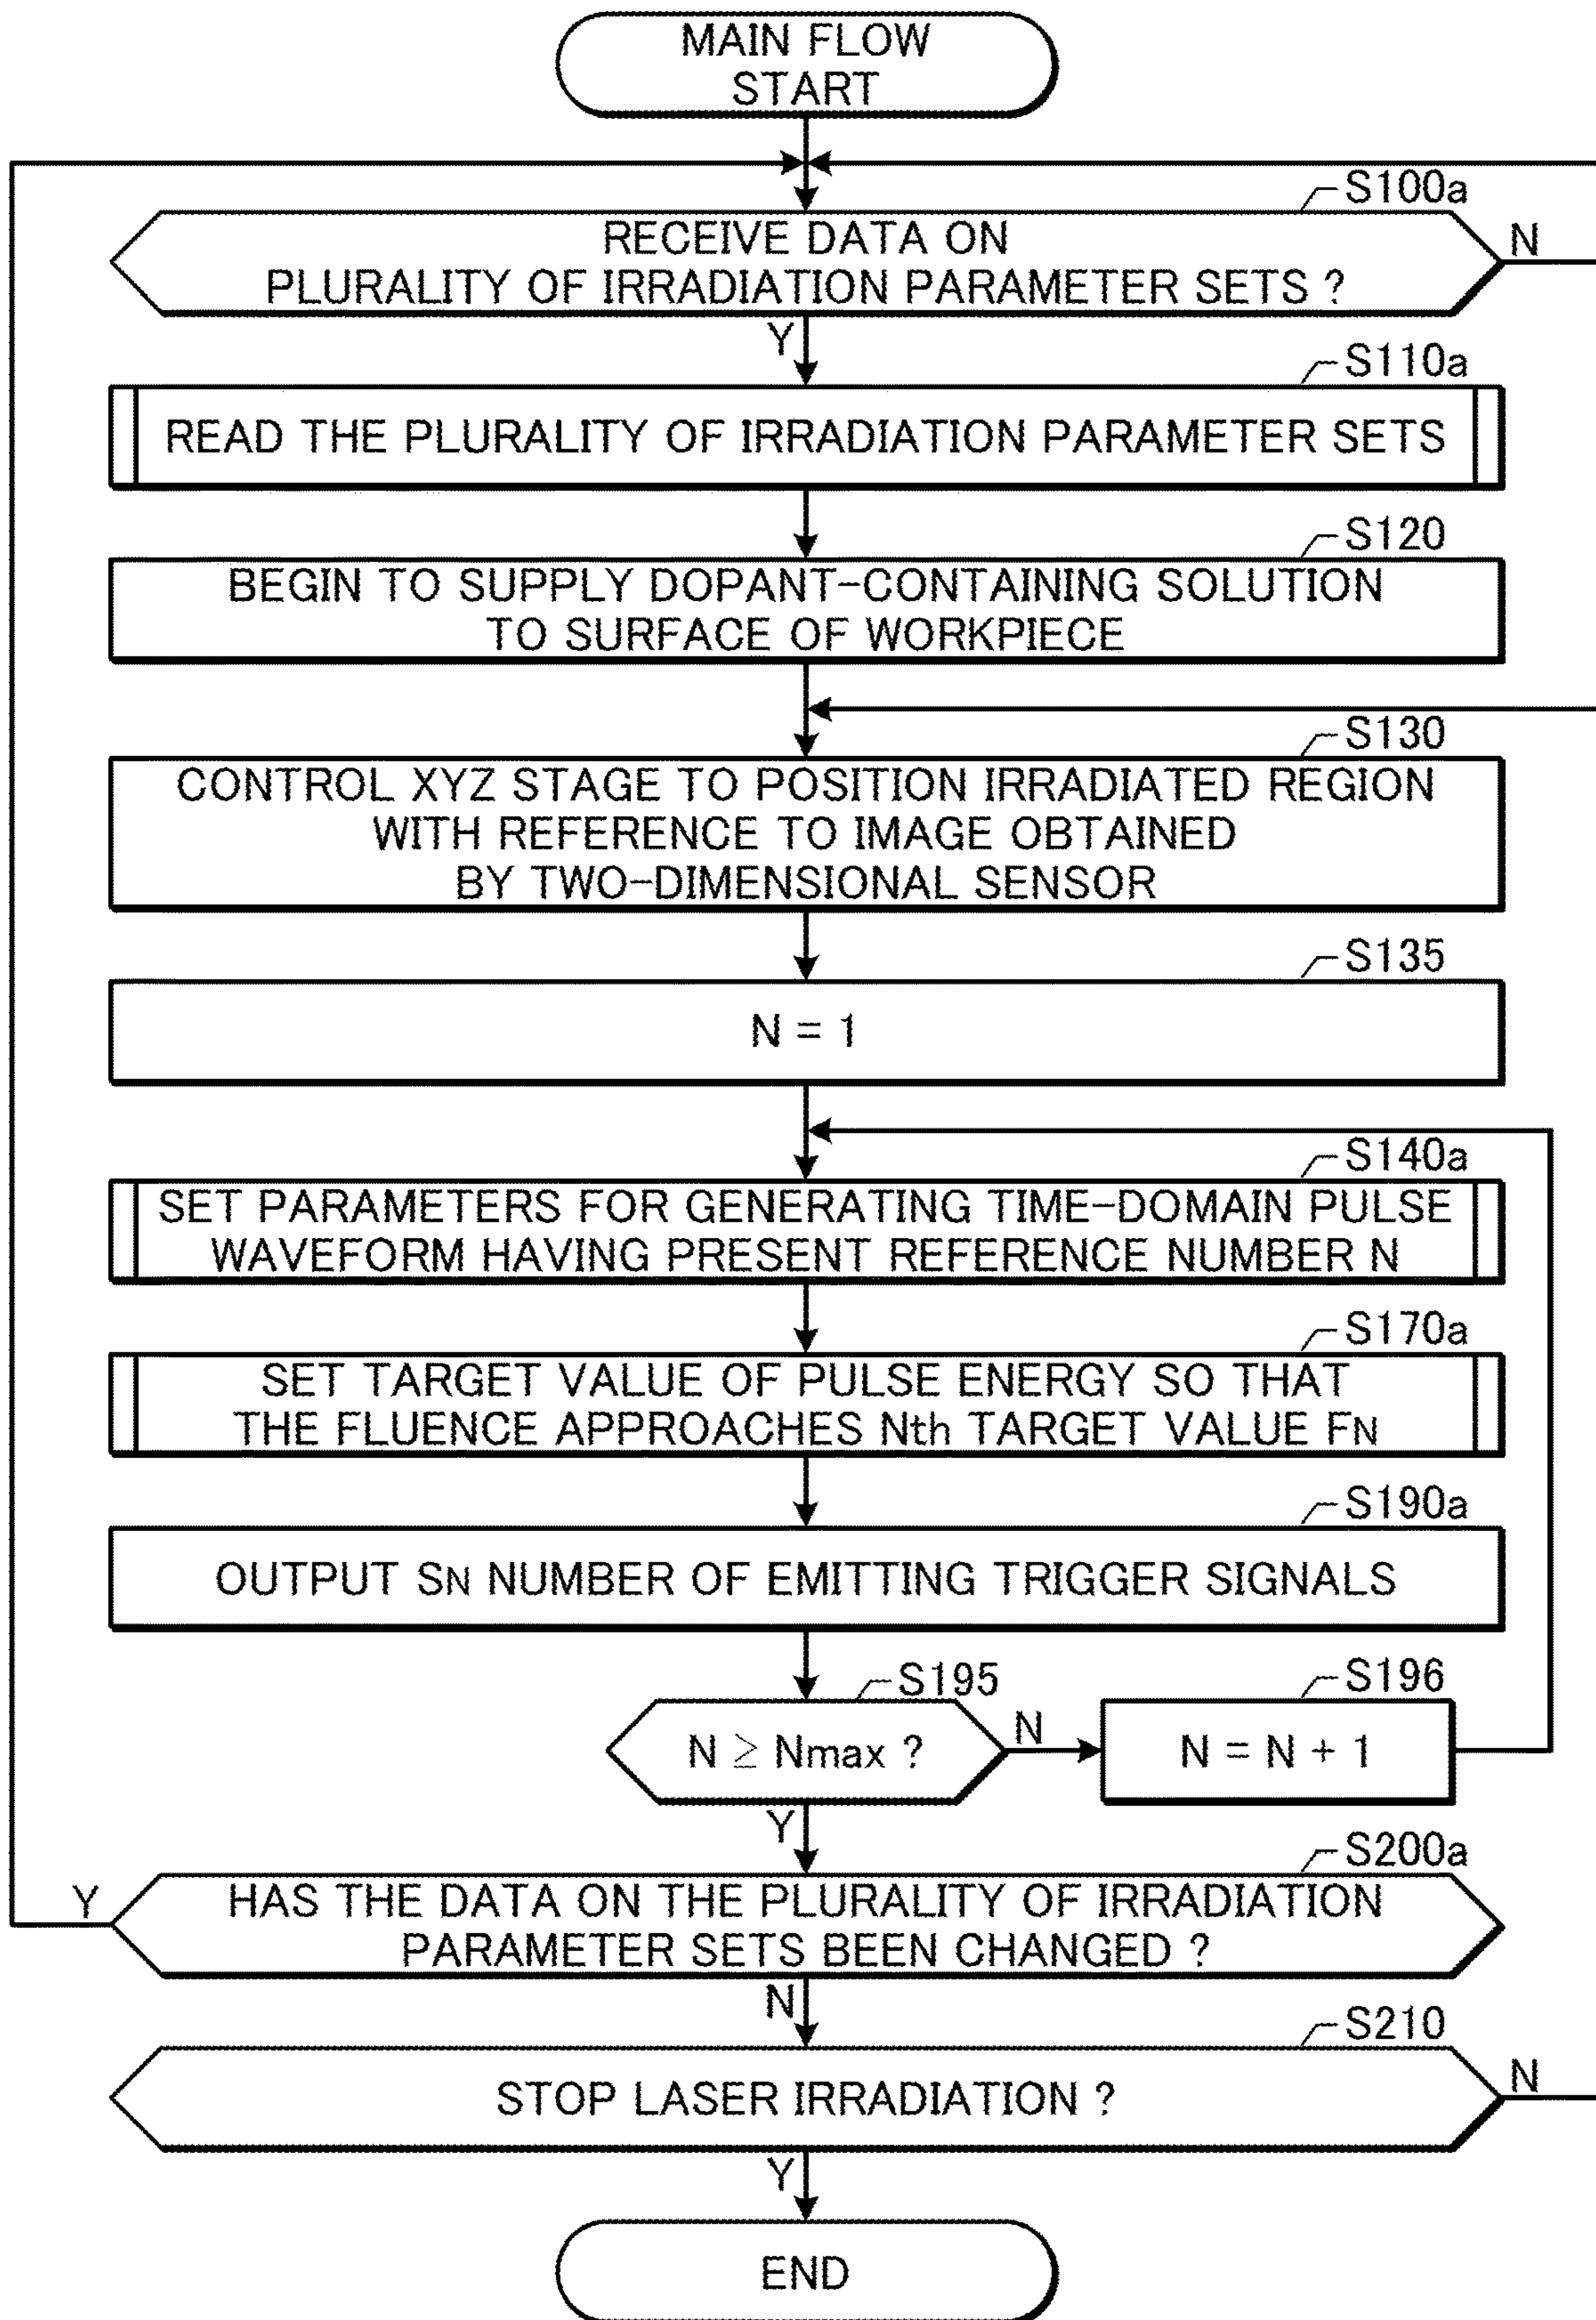 MAIN FLOW
START
S100a
RECEIVE DATA ON
PLURALITY OF IRRADIATION PARAMETER SETS ?
N
Y
S110a
READ THE PLURALITY OF IRRADIATION PARAMETER SETS
S120
BEGIN TO SUPPLY DOPANT-CONTAINING SOLUTION
TO SURFACE OF WORKPIECE
S130
CONTROL XYZ STAGE TO POSITION IRRADIATED REGION
WITH REFERENCE TO IMAGE OBTAINED
BY TWO-DIMENSIONAL SENSOR
S135
N = 1
S140a
SET PARAMETERS FOR GENERATING TIME-DOMAIN PULSE
WAVEFORM HAVING PRESENT REFERENCE NUMBER N
S170a
SET TARGET VALUE OF PULSE ENERGY SO THAT
THE FLUENCE APPROACHES Nth TARGET VALUE FN
S190a
OUTPUT SN NUMBER OF EMITTING TRIGGER SIGNALS
S195
N ≥ Nmax ?
N
S196
N = N + 1
Y
S200a
Y
HAS THE DATA ON THE PLURALITY OF IRRADIATION
PARAMETER SETS BEEN CHANGED ?
N
S210
STOP LASER IRRADIATION ?
N
Y
END